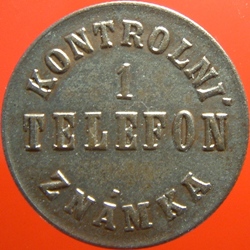 KONTROLNÍ
1
TELEFON
ZNÁMKA